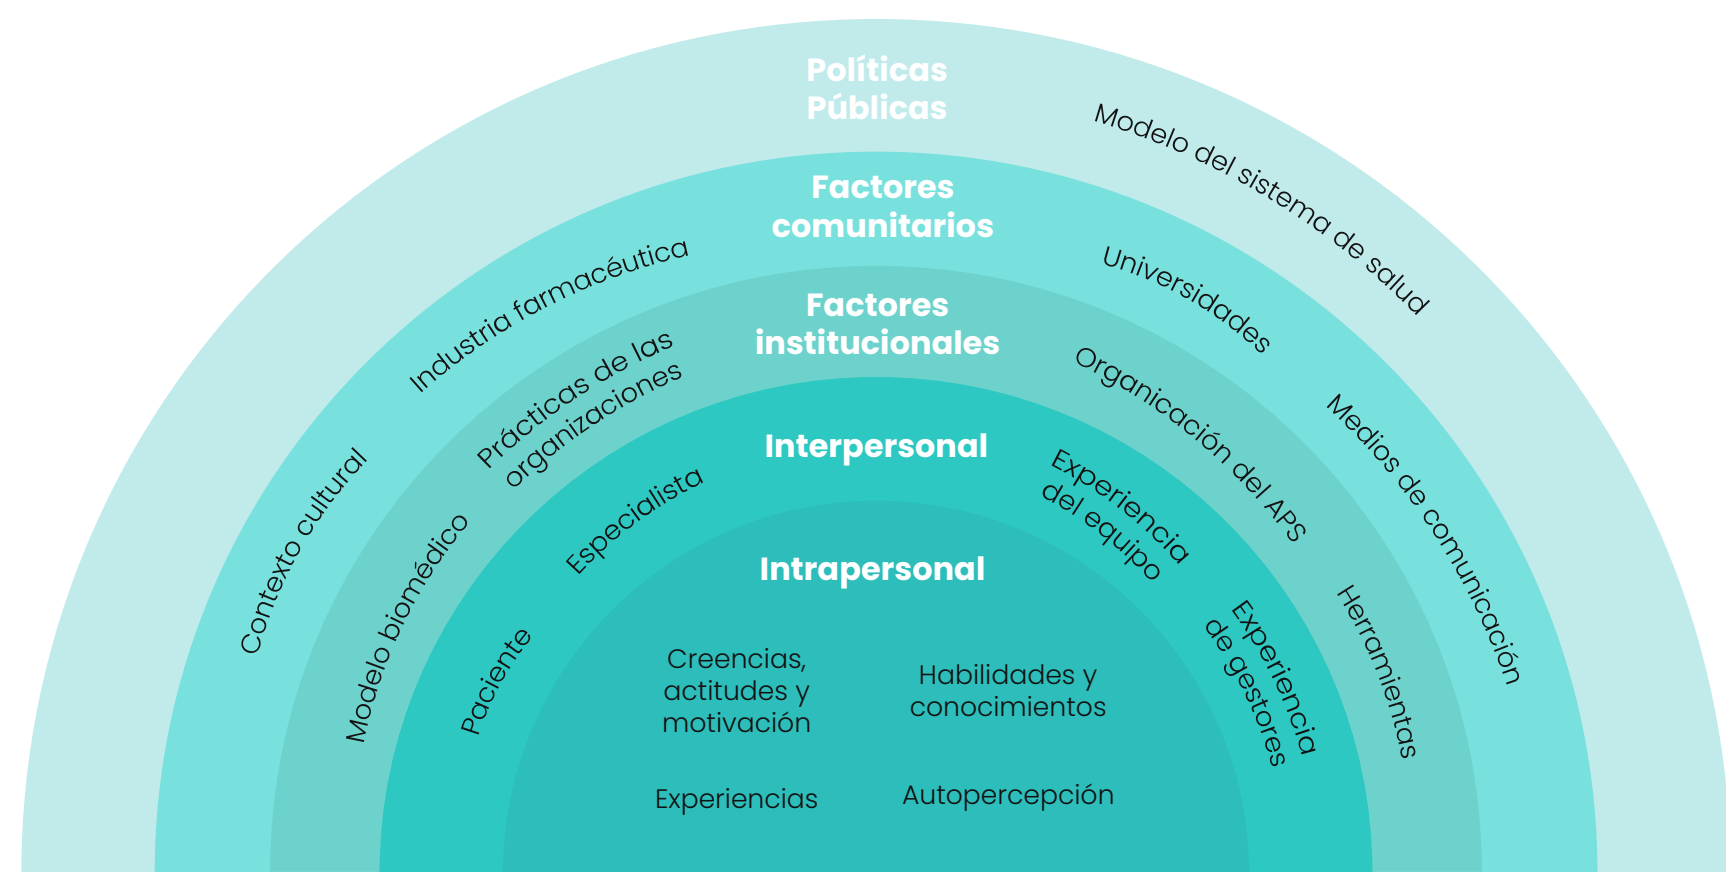 Políticas
Públicas
Modelo del sistema de salud
Factores
comunitarios
Contexto cultural
Industria farmacéutica
Universidades
Medios de comunicación
Factores
institucionales
Modelo biomédico
Prácticas de las
organizaciones
Organicación del APS
Herramientas
Interpersonal
Paciente
Especialista
Experiencia
del equipo
Experiencia
de gestores
Intrapersonal
Creencias,
actitudes y
motivación
Habilidades y
conocimientos
Experiencias
Autopercepción